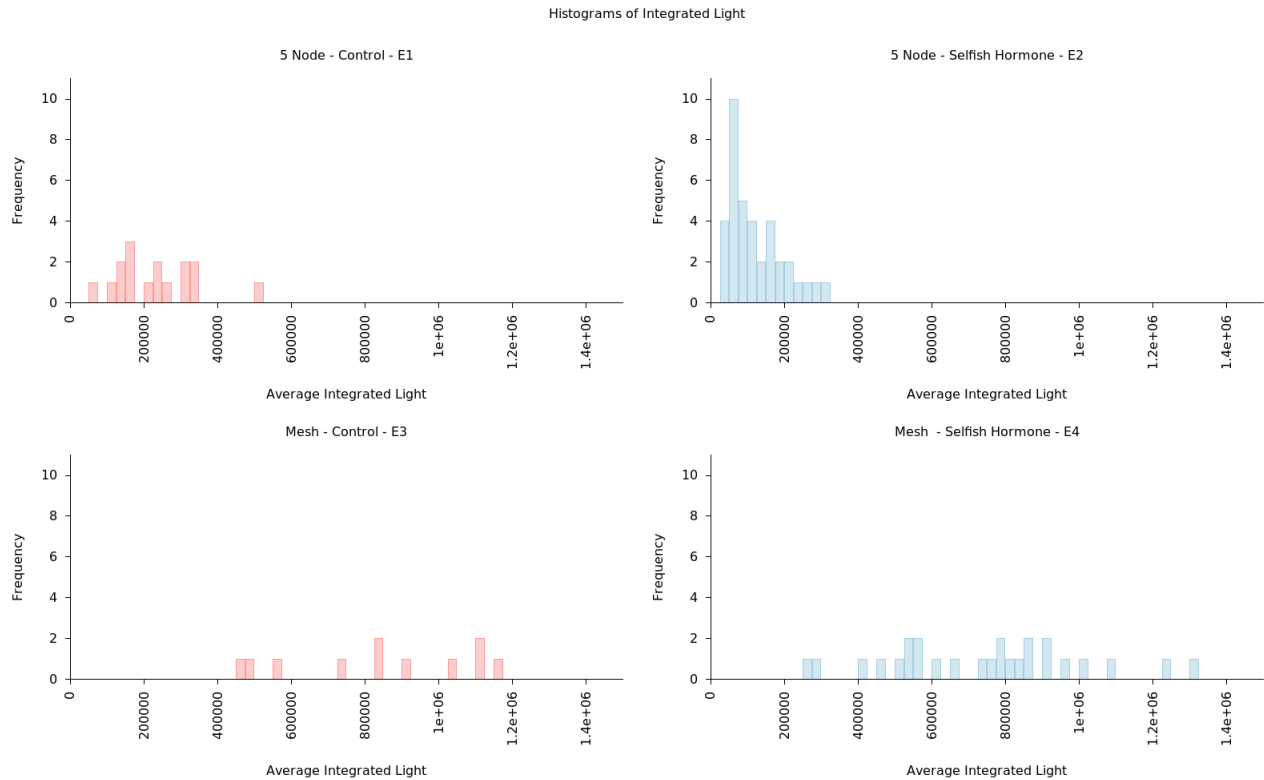 Histograms of Integrated Light
5 Node - Control - E1
Frequency
10
8
6
4
2
0
0
200000
400000
600000
800000
1e+06
1.2e+06
1.4e+06
Average Integrated Light
5 Node - Selfish Hormone - E2
Frequency
10
8
6
4
2
0
0
200000
400000
600000
800000
1e+06
1.2e+06
1.4e+06
Average Integrated Light
Mesh - Control - E3
Frequency
10
8
6
4
2
0
0
200000
400000
600000
800000
1e+06
1.2e+06
1.4e+06
Average Integrated Light
Mesh  - Selfish Hormone - E4
Frequency
10
8
6
4
2
0
0
200000
400000
600000
800000
1e+06
1.2e+06
1.4e+06
Average Integrated Light